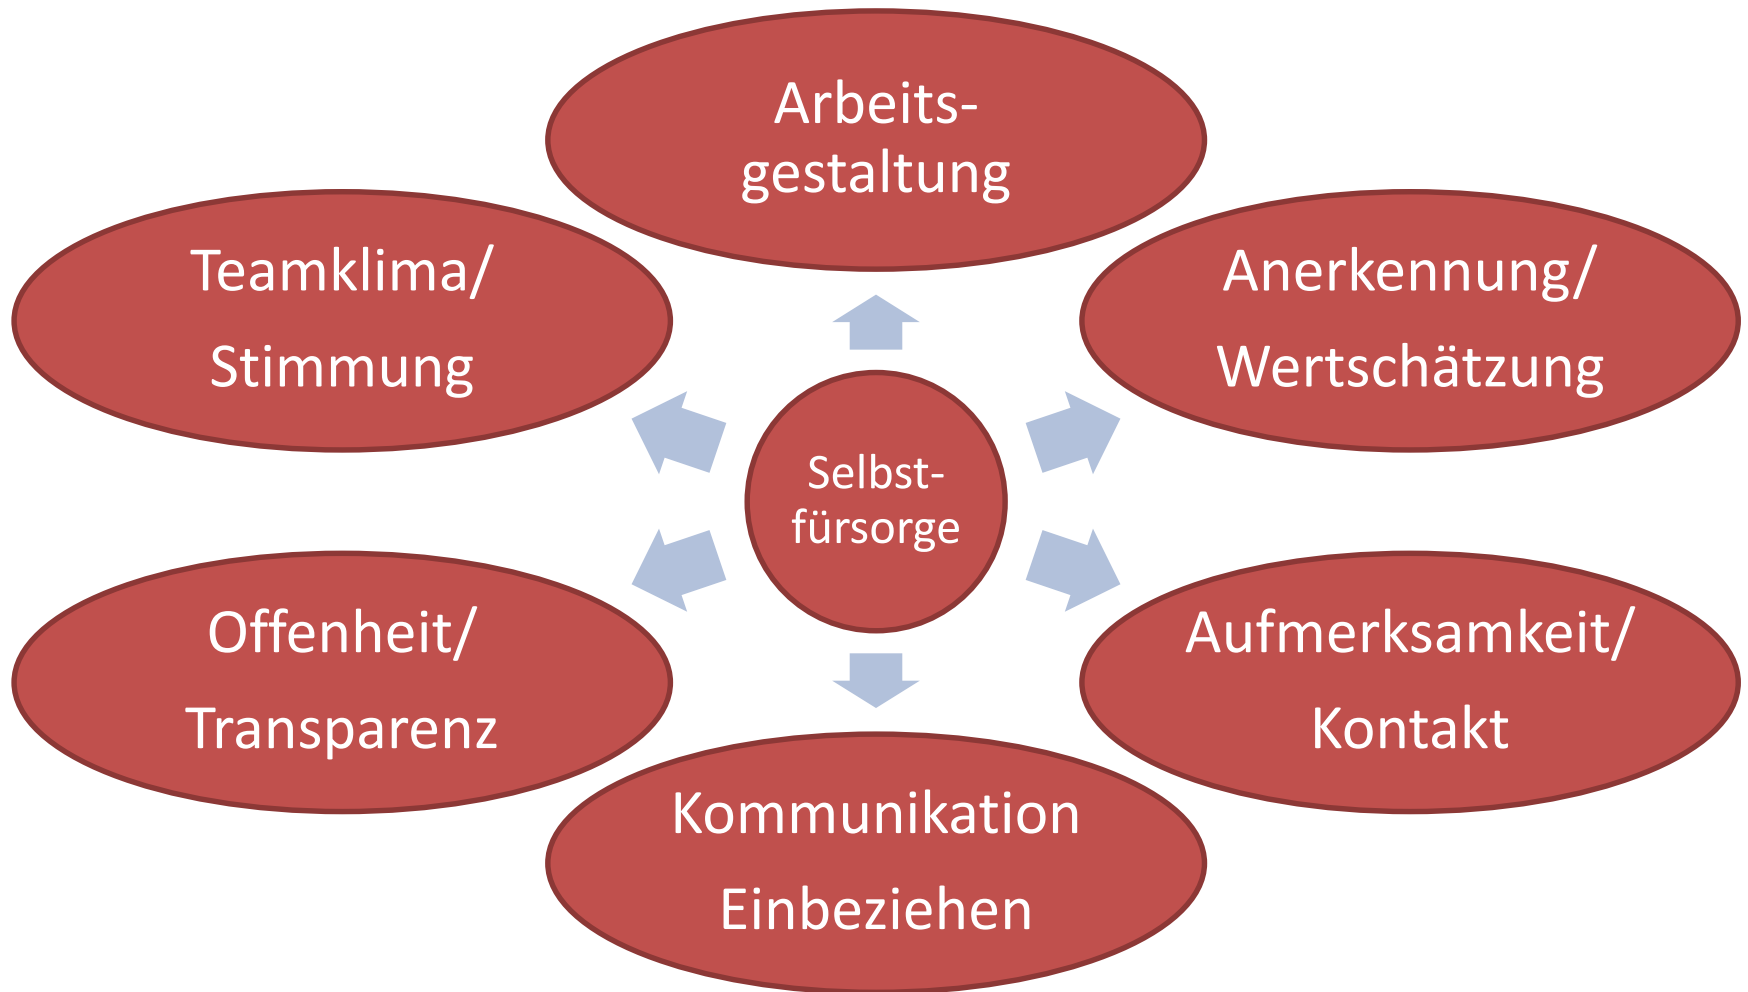 Arbeits-
gestaltung
Teamklima/
Stimmung
Anerkennung/
Wertschätzung
Selbst-
fürsorge
Offenheit/
Transparenz
Aufmerksamkeit/
Kontakt
Kommunikation
Einbeziehen